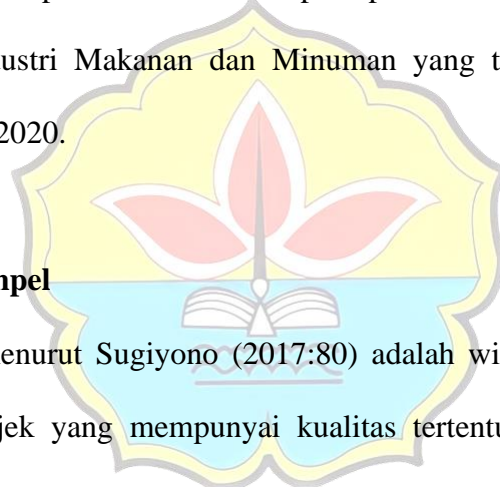 ustri Makanan dan Minuman yang t
2020.
npel
enurut Sugiyono (2017:80) adalah wi
jek yang mempunyai kualitas tertentu